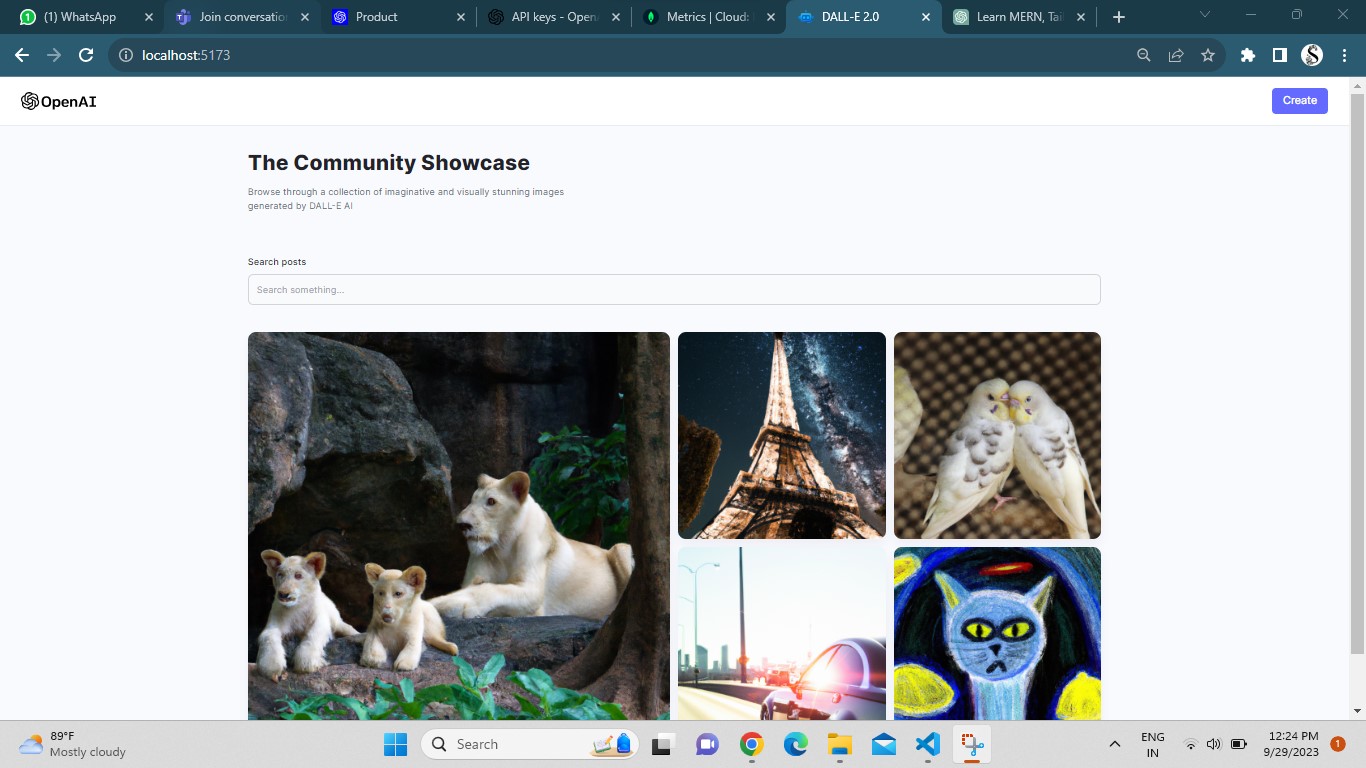 (1) WhatsApp
Join conversation
Product
API keys - OpenA
Metrics | Cloud:
DALL-E 2.0
Learn MERN, Tai
localhost:5173
OpenAI
Create
The Community Showcase
Browse through a collection of imaginative and visually stunning images
generated by DALL-E AI
Search posts
Search something...
89°F
Mostly cloudy
Search
ENG
IN
12:24 PM
9/29/2023
1